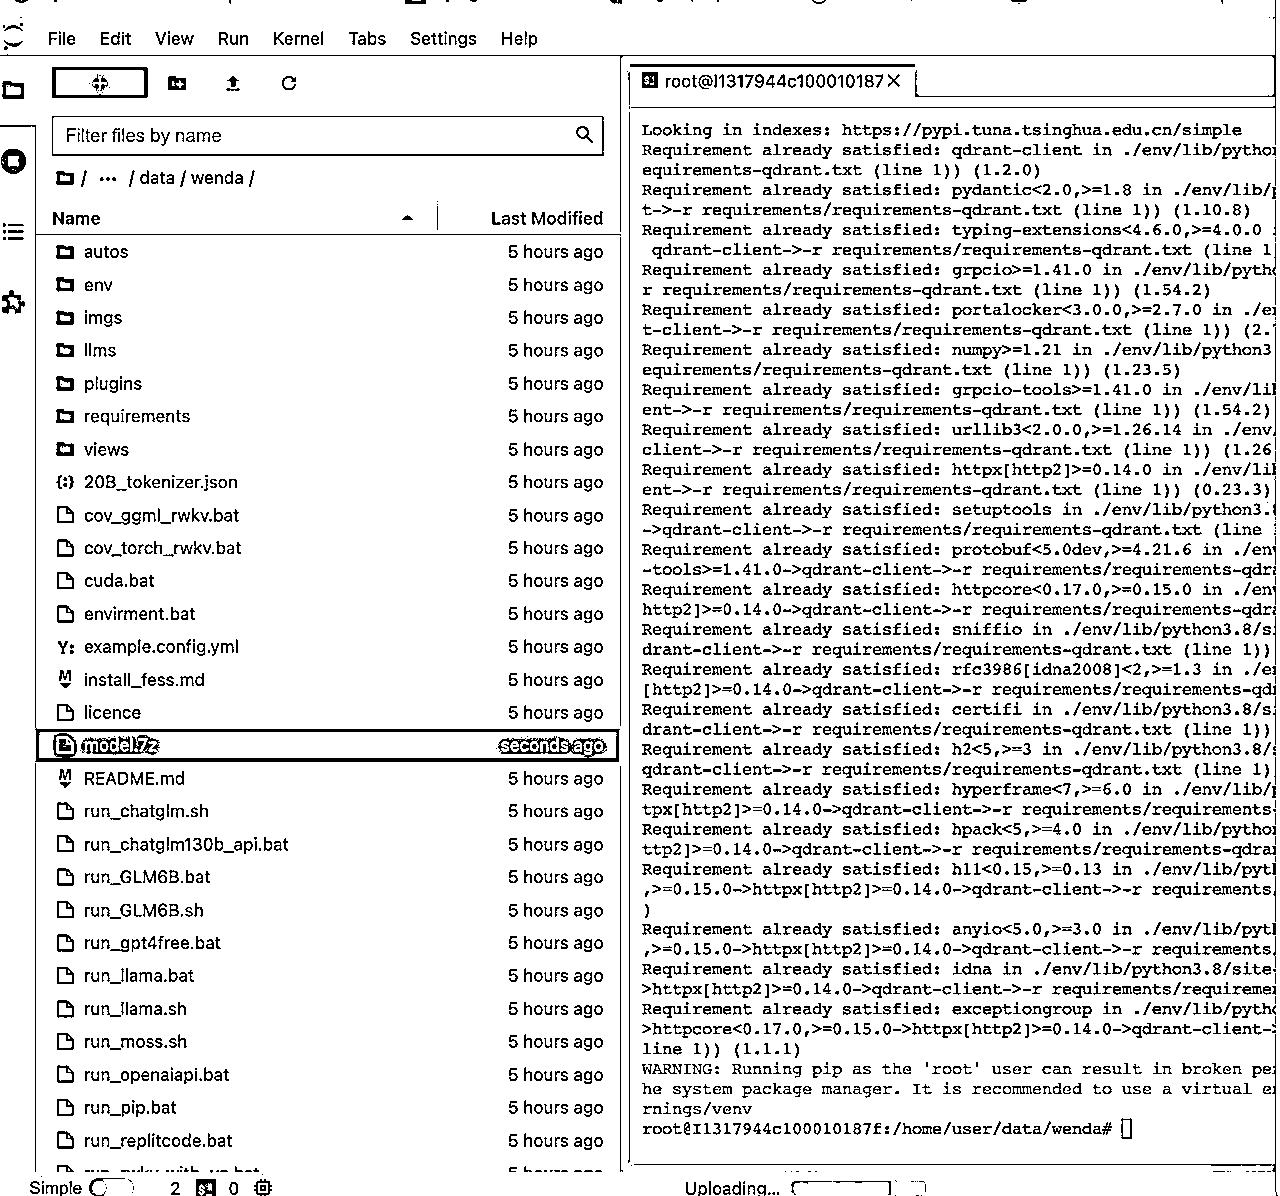 File Edit View Run Kernel Tabs Settings Help
Filter files by name
/ ··· / data / wenda /
Name Last Modified
autos 5 hours ago
env 5 hours ago
imgs 5 hours ago
llms 5 hours ago
plugins 5 hours ago
requirements 5 hours ago
views 5 hours ago
20B_tokenizer.json 5 hours ago
cov_ggml_rwkv.bat 5 hours ago
cov_torch_rwkv.bat 5 hours ago
cuda.bat 5 hours ago
envirment.bat 5 hours ago
example.config.yml 5 hours ago
install_fess.md 5 hours ago
licence 5 hours ago
model.7z seconds ago
README.md 5 hours ago
run_chatglm.sh 5 hours ago
run_chatglm130b_api.bat 5 hours ago
run_GLM6B.bat 5 hours ago
run_GLM6B.sh 5 hours ago
run_gpt4free.bat 5 hours ago
run_llama.bat 5 hours ago
run_llama.sh 5 hours ago
run_moss.sh 5 hours ago
run_openaiapi.bat 5 hours ago
run_pip.bat 5 hours ago
run_replitcode.bat 5 hours ago
root@I1317944c100010187
Looking in indexes: https://pypi.tuna.tsinghua.edu.cn/simple
Requirement already satisfied: qdrant-client in ./env/lib/pytho
equirements-qdrant.txt (line 1)) (1.2.0)
Requirement already satisfied: pydantic<2.0,>=1.8 in ./env/lib/
t->-r requirements/requirements-qdrant.txt (line 1)) (1.10.8)
Requirement already satisfied: typing-extensions<4.6.0,>=4.0.0
qdrant-client->-r requirements/requirements-qdrant.txt (line 1
Requirement already satisfied: grpcio>=1.41.0 in ./env/lib/pyth
r requirements/requirements-qdrant.txt (line 1)) (1.54.2)
Requirement already satisfied: portalocker<3.0.0,>=2.7.0 in ./e
t-client->-r requirements/requirements-qdrant.txt (line 1)) (2.
Requirement already satisfied: numpy>=1.21 in ./env/lib/python3
equirements/requirements-qdrant.txt (line 1)) (1.23.5)
Requirement already satisfied: grpcio-tools>=1.41.0 in ./env/li
ent->-r requirements/requirements-qdrant.txt (line 1)) (1.54.2)
Requirement already satisfied: urllib3<2.0.0,>=1.26.14 in ./env
client->-r requirements/requirements-qdrant.txt (line 1)) (1.26
Requirement already satisfied: httpx[http2]>=0.14.0 in ./env/li
ent->-r requirements/requirements-qdrant.txt (line 1)) (0.23.3)
Requirement already satisfied: setuptools in ./env/lib/python3.
->qdrant-client->-r requirements/requirements-qdrant.txt (line
Requirement already satisfied: protobuf<5.0dev,>=4.21.6 in ./en
-tools>=1.41.0->qdrant-client->-r requirements/requirements-qdr
Requirement already satisfied: httpcore<0.17.0,>=0.15.0 in ./en
http2]>=0.14.0->qdrant-client->-r requirements/requirements-qdr
Requirement already satisfied: sniffio in ./env/lib/python3.8/s
drant-client->-r requirements/requirements-qdrant.txt (line 1))
Requirement already satisfied: rfc3986[idna2008]<2,>=1.3 in ./e
[http2]>=0.14.0->qdrant-client->-r requirements/requirements-qd
Requirement already satisfied: certifi in ./env/lib/python3.8/s
drant-client->-r requirements/requirements-qdrant.txt (line 1))
Requirement already satisfied: h2<5,>=3 in ./env/lib/python3.8/
qdrant-client->-r requirements/requirements-qdrant.txt (line 1)
Requirement already satisfied: hyperframe<7,>=6.0 in ./env/lib/
tpx[http2]>=0.14.0->qdrant-client->-r requirements/requirements-
Requirement already satisfied: hpack<5,>=4.0 in ./env/lib/pytho
ttp2]>=0.14.0->qdrant-client->-r requirements/requirements-qdra
Requirement already satisfied: h11<0.15,>=0.13 in ./env/lib/pyt
,>=0.15.0->httpx[http2]>=0.14.0->qdrant-client->-r requirements
)
Requirement already satisfied: anyio<5.0,>=3.0 in ./env/lib/pyt
,>=0.15.0->httpx[http2]>=0.14.0->qdrant-client->-r requirements
Requirement already satisfied: idna in ./env/lib/python3.8/site
>httpx[http2]>=0.14.0->qdrant-client->-r requirements/requireme
Requirement already satisfied: exceptiongroup in ./env/lib/pyth
>httpcore<0.17.0,>=0.15.0->httpx[http2]>=0.14.0->qdrant-client-
line 1)) (1.1.1)
WARNING: Running pip as the 'root' user can result in broken pe
he system package manager. It is recommended to use a virtual e
rnings/venv
root@I1317944c100010187f:/home/user/data/wenda#
Simple 2 0 Uploading...